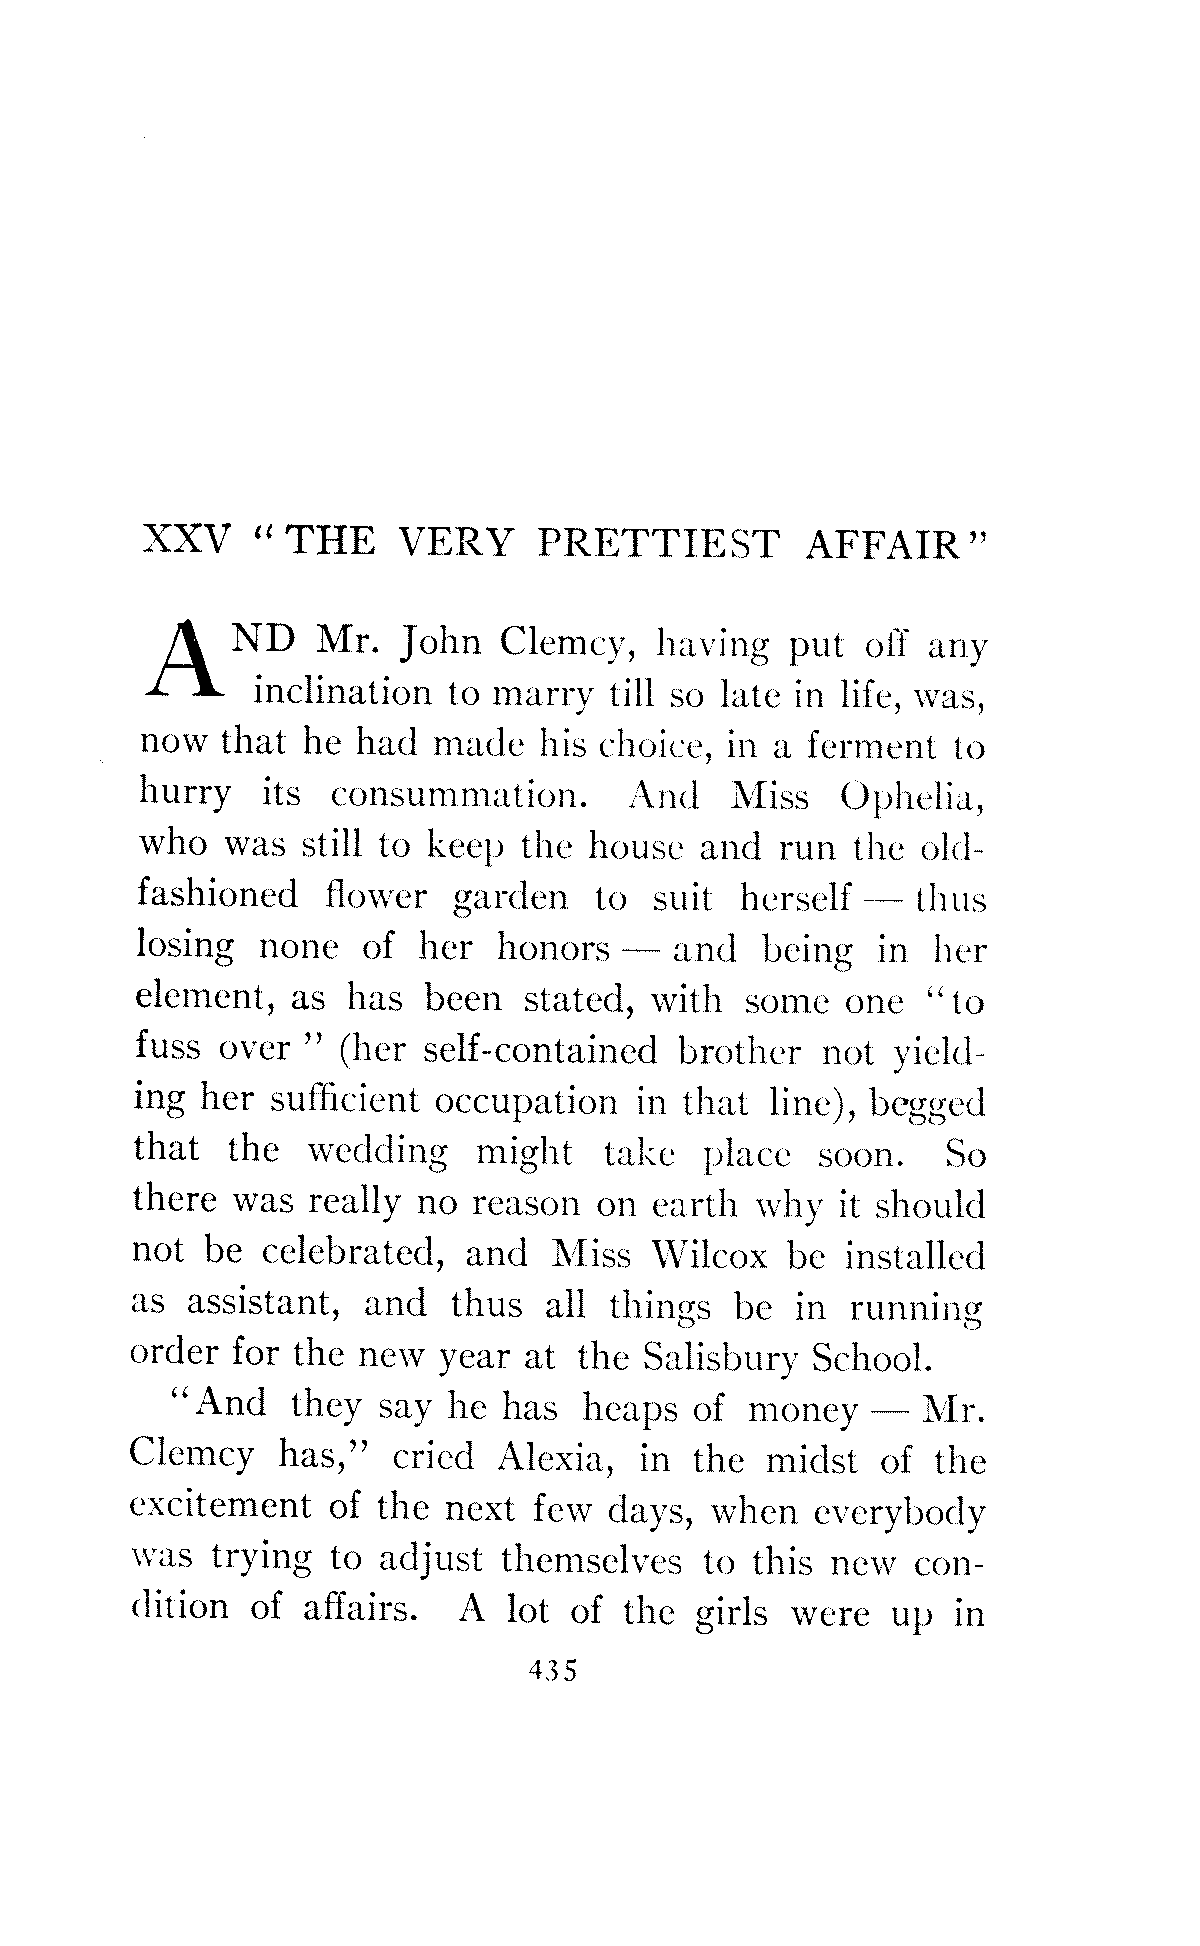 XXV “THE VERY PRETTIEST AFFAIR”
AND Mr. John Clemcy, having put off any
inclination to marry till so late in life, was,
now that he had made his choice, in a ferment to
hurry its consummation. And Miss Ophelia,
who was still to keep the house and run the old-
fashioned flower garden to suit herself — thus
losing none of her honors — and being in her
element, as has been stated, with some one “to
fuss over” (her self-contained brother not yield-
ing her sufficient occupation in that line), begged
that the wedding might take place soon. So
there was really no reason on earth why it should
not be celebrated, and Miss Wilcox be installed
as assistant, and thus all things be in running
order for the new year at the Salisbury School.
“And they say he has heaps of money — Mr.
Clemcy has,” cried Alexia, in the midst of the
excitement of the next few days, when everybody
was trying to adjust themselves to this new con-
dition of affairs. A lot of the girls were up in
435